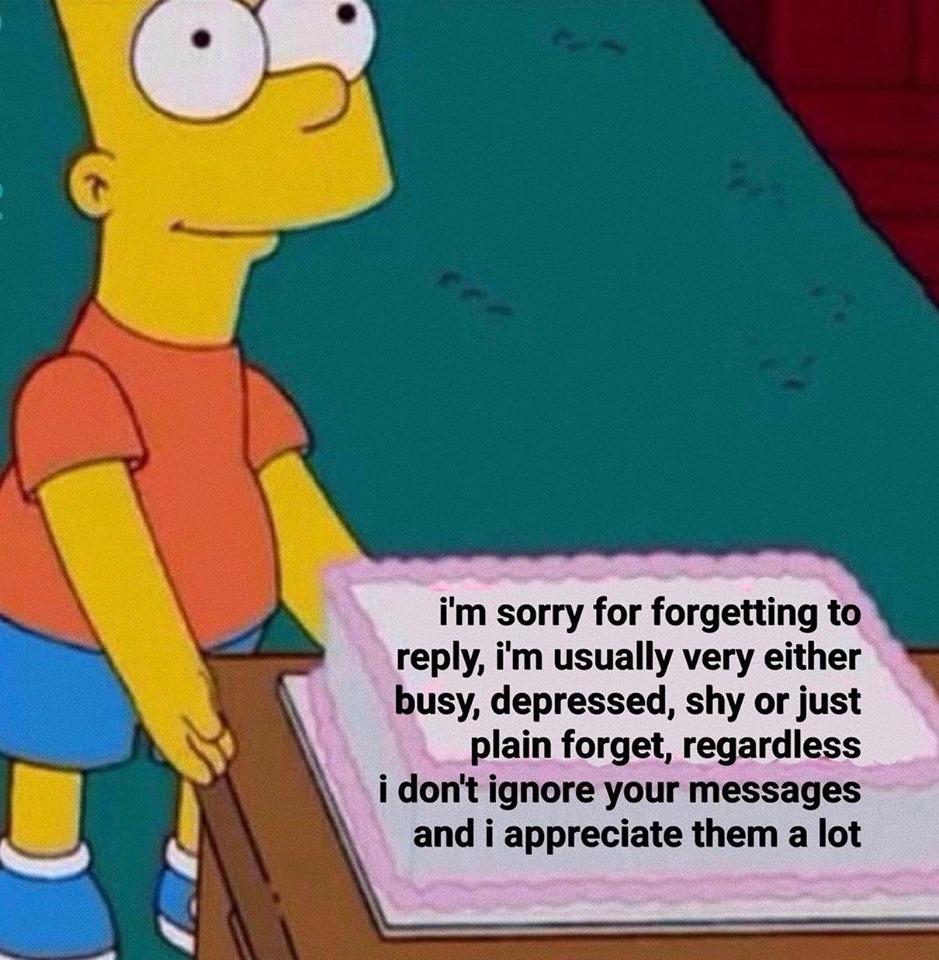 i'm sorry for forgetting to
reply, i'm usually very either
busy, depressed, shy or just
plain forget, regardless
i don't ignore your messages
and i appreciate them a lot